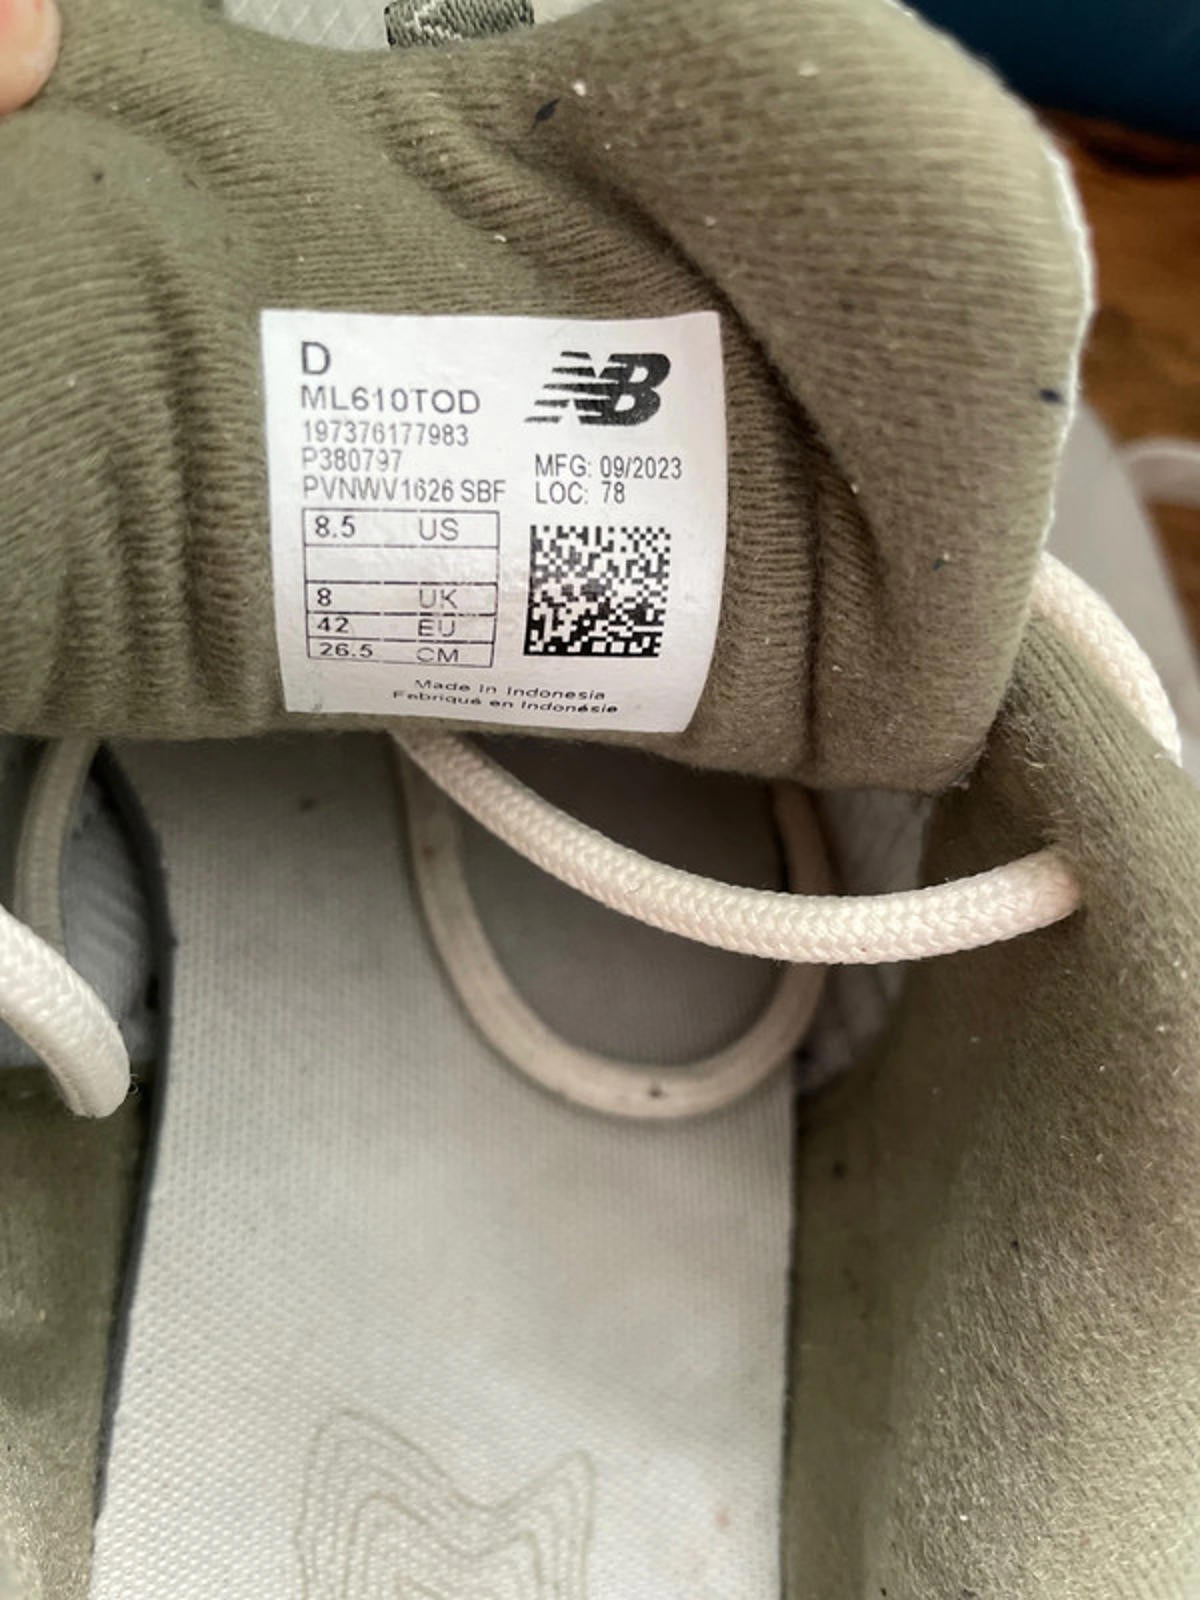 D
ML610TOD
197376177983
P380797
PVNWV1626 SBF
NB
MFG: 09/2023
LOC: 78
8.5 US
8 UK
42 EU
26.5 CM
Made in Indonesia
Fabriqué en Indonésie